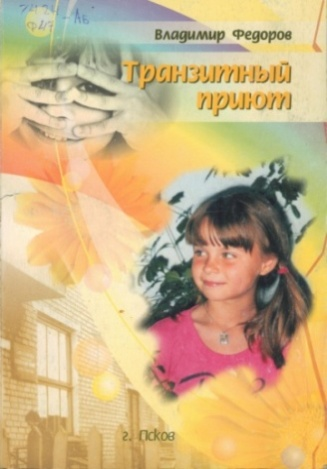 Владимир Федоров
Транзитный
приют
г. Псков